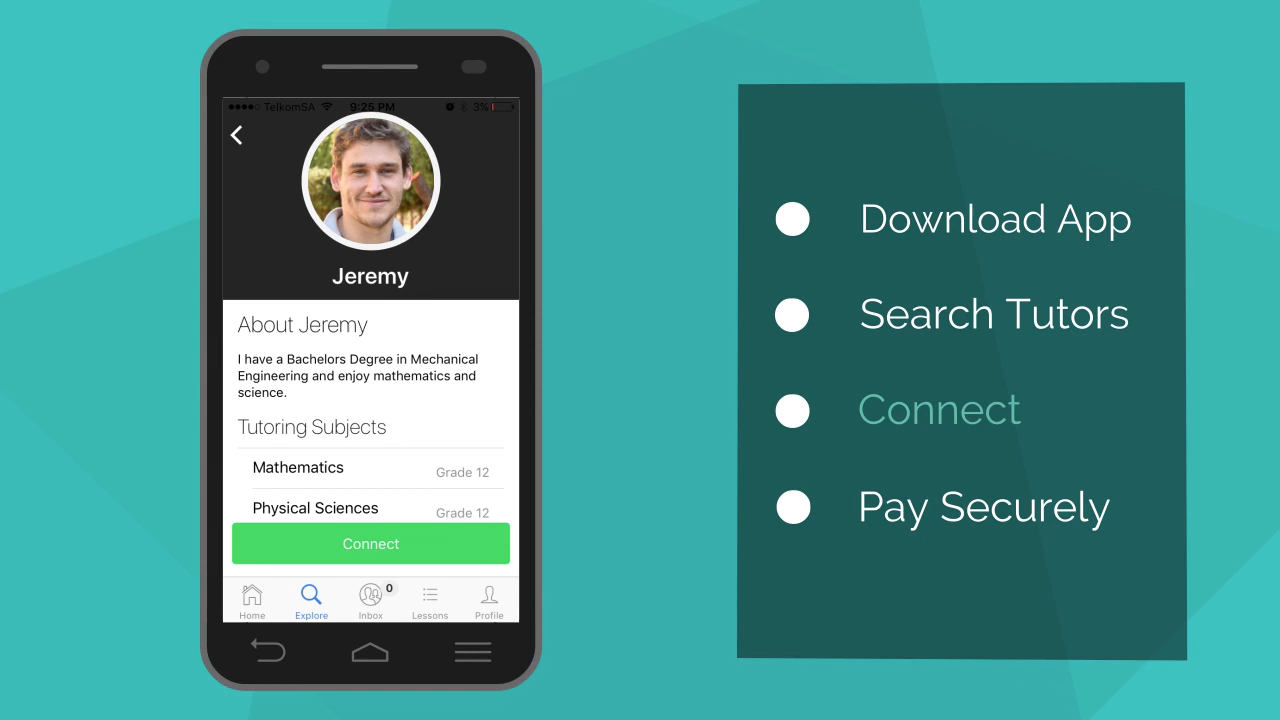 TelkomSA 9:25 PM 3%
Jeremy
About Jeremy
I have a Bachelors Degree in Mechanical
Engineering and enjoy mathematics and
science.
Tutoring Subjects
Mathematics Grade 12
Physical Sciences Grade 12
Connect
0
Home Explore Inbox Lessons Profile
Download App
Search Tutors
Connect
Pay Securely